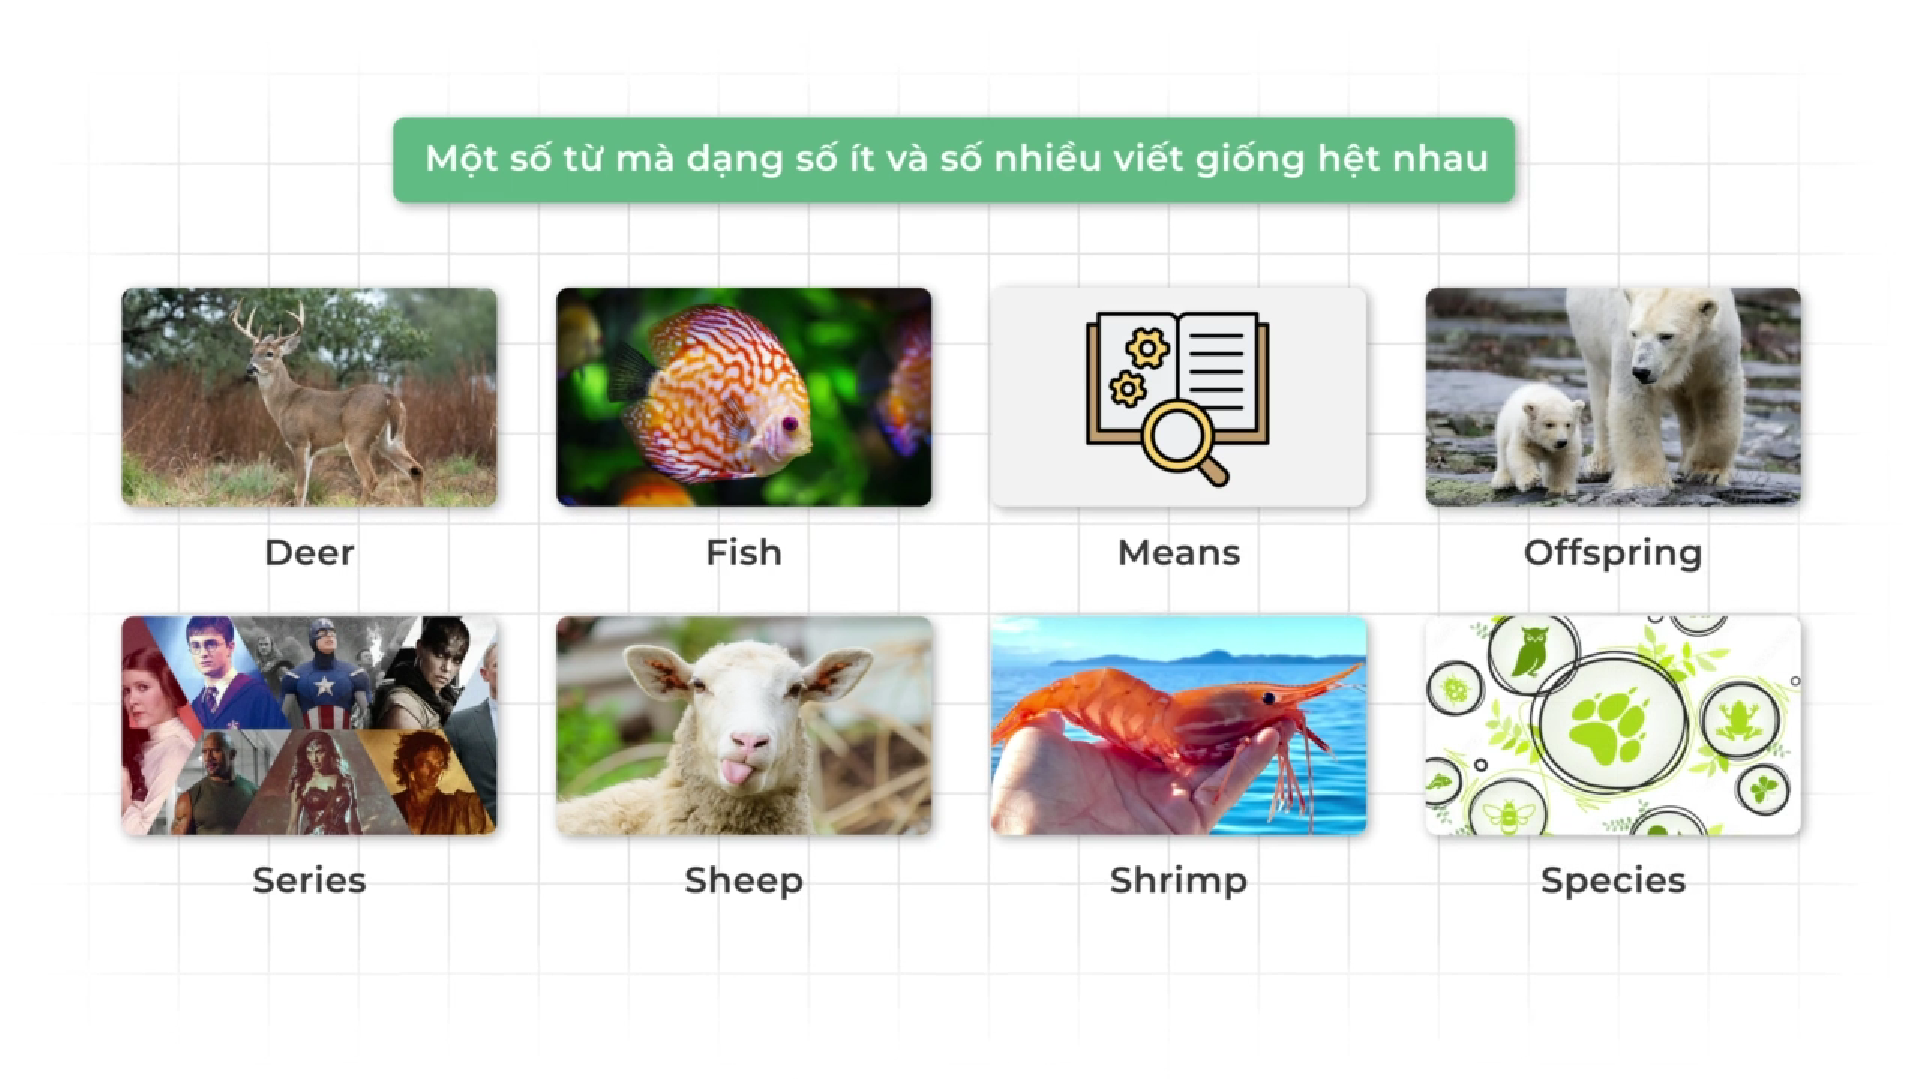 Một số từ mà dạng số ít và số nhiều viết giống hệt nhau
Deer
Fish
Means
Offspring
Series
Sheep
Shrimp
Species